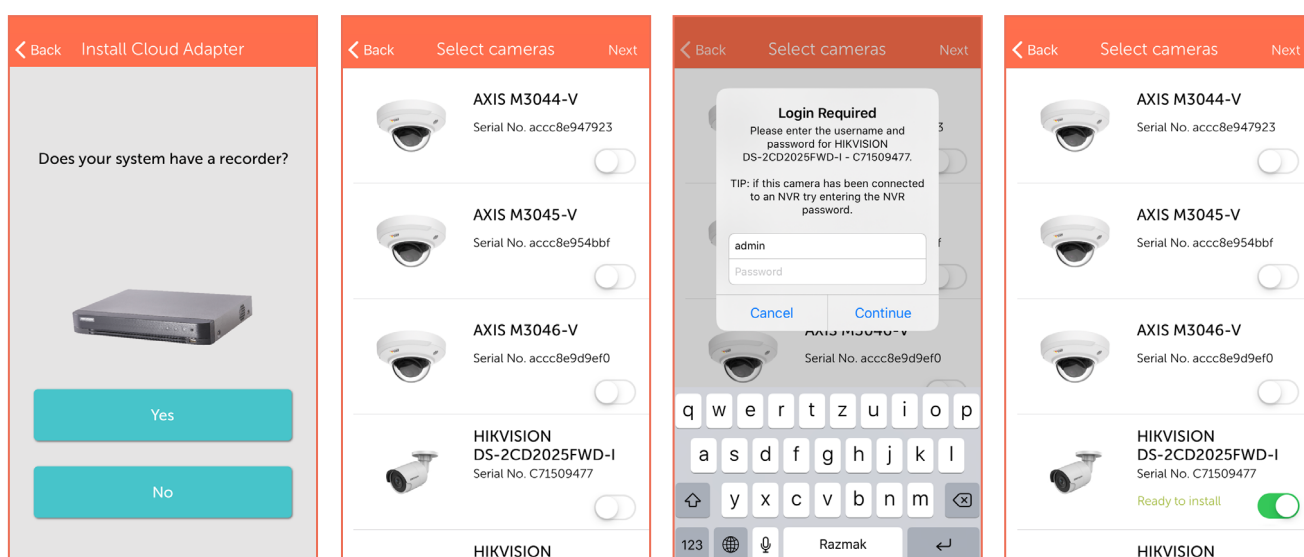 Back Install Cloud Adapter
Does your system have a recorder?
Yes
No
Back Select cameras Next
AXIS M3044-V
Serial No. accc8e947923
AXIS M3045-V
Serial No. accc8e954bbf
AXIS M3046-V
Serial No. accc8e9d9ef0
HIKVISION
DS-2CD2025FWD-I
Serial No. C71509477
HIKVISION
Back Select cameras Next
Login Required
Please enter the username and
password for HIKVISION
DS-2CD2025FWD-I - C71509477.
TIP: if this camera has been connected
to an NVR try entering the NVR
password.
admin
Password
Cancel Continue
AXIS M3046-V
Serial No. accc8e9d9ef0
q w e r t z u i o p
a s d f g h j k l
y x c v b n m
123 Razmak
Back Select cameras Next
AXIS M3044-V
Serial No. accc8e947923
AXIS M3045-V
Serial No. accc8e954bbf
AXIS M3046-V
Serial No. accc8e9d9ef0
HIKVISION
DS-2CD2025FWD-I
Serial No. C71509477
Ready to install
HIKVISION